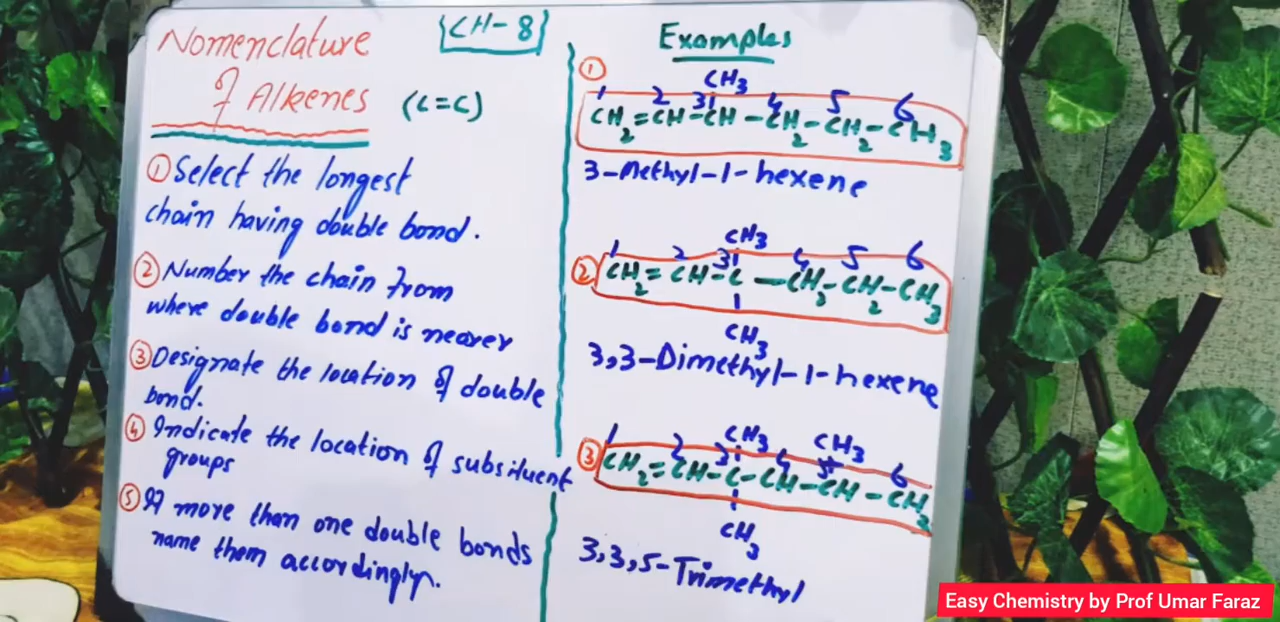 Nomenclature
of Alkenes (C=C)
{CH-8}
① Select the longest
chain having double bond.
② Number the chain from
where double bond is nearer
③ Designate the location of double
bond.
④ Indicate the location of subsituent
groups
⑤ If more than one double bonds
name them accordingly.
Examples
①
CH3
1 2 3 4 5 6
CH2=CH-CH-CH2-CH2-CH3
3-Methyl-1-hexene
②
CH3
1 2 3 4 5 6
CH2=CH-C-CH2-CH2-CH3
CH3
3,3-Dimethyl-1-hexene
③
CH3 CH3
1 2 3 4 5 6
CH2=CH-C-CH-CH-CH2
CH3
3,3,5-Trimethyl
Easy Chemistry by Prof Umar Faraz